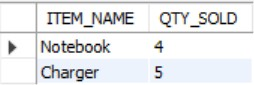 ITEM_NAME QTY_SOLD
Notebook 4
Charger 5